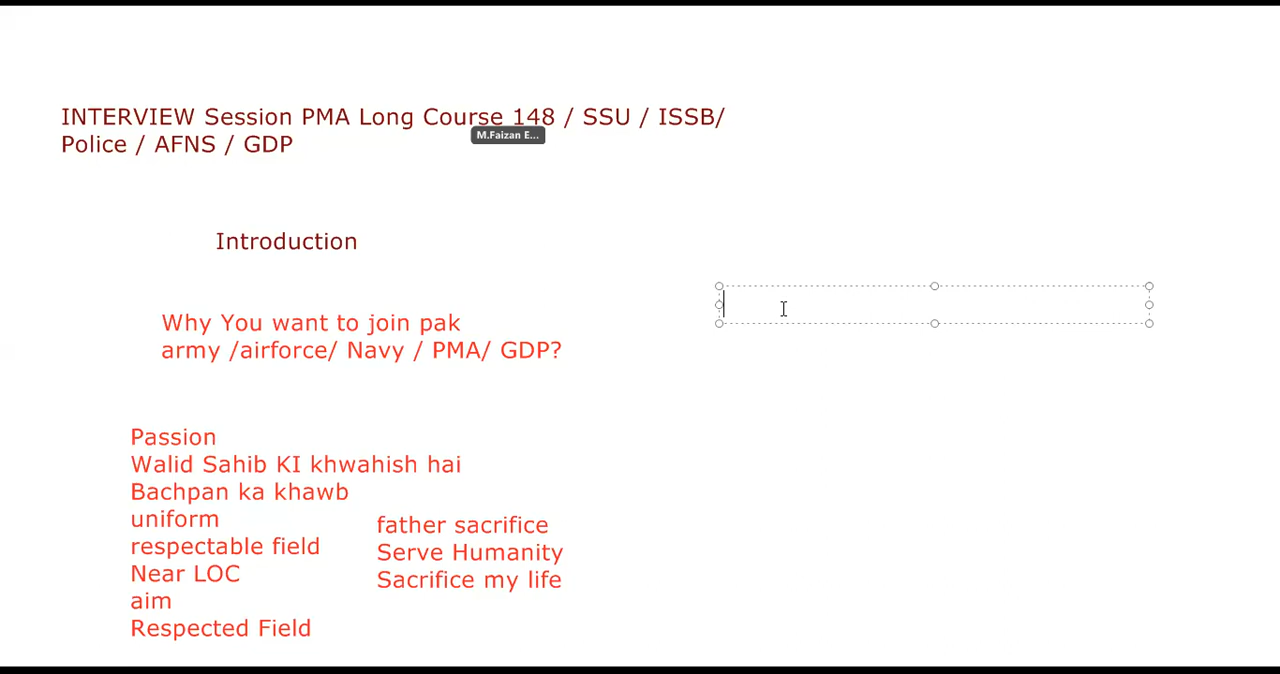 INTERVIEW Session PMA Long Course 148 / SSU / ISSB/
Police / AFNS / GDP
M.Faizan E...
Introduction
Why You want to join pak
army /airforce/ Navy / PMA/ GDP?
Passion
Walid Sahib KI khwahish hai
Bachpan ka khawb
uniform
respectable field
Near LOC
aim
Respected Field
father sacrifice
Serve Humanity
Sacrifice my life